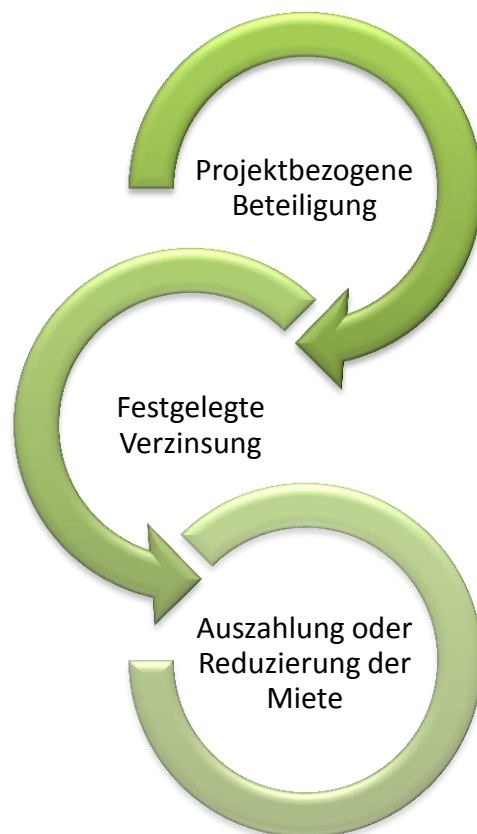 Projektbezogene
Beteiligung
Festgelegte
Verzinsung
Auszahlung oder
Reduzierung der
Miete